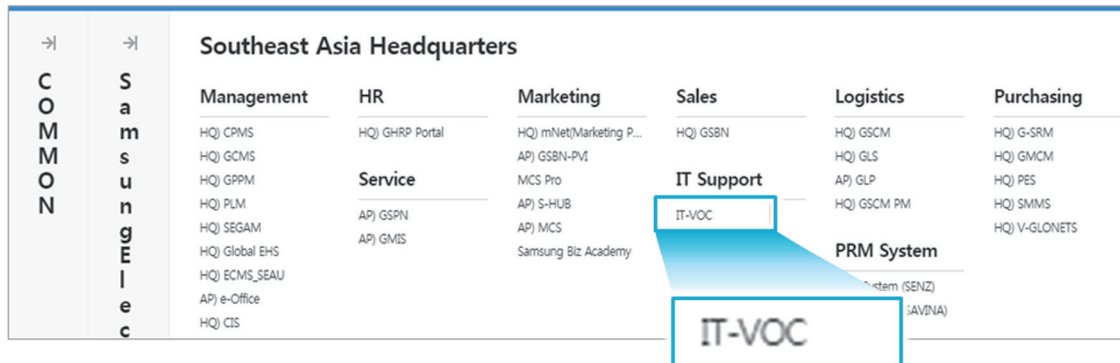 COMMON
SamsungElec
Southeast Asia Headquarters
Management
HQ) CPMS
HQ) GCMS
HQ) GPPM
HQ) PLM
HQ) SEGAM
HQ) Global EHS
HQ) ECMS_SEAU
AP) e-Office
HQ) CIS
HR
HQ) GHRP Portal
Service
AP) GSPN
AP) GMIS
Marketing
HQ) mNet(Marketing P...
AP) GSBN-PVI
MCS Pro
AP) S-HUB
AP) MCS
Samsung Biz Academy
Sales
HQ) GSBN
IT Support
IT-VOC
Logistics
HQ) GSCM
HQ) GLS
AP) GLP
HQ) GSCM PM
PRM System
(SENZ)
SAVINA)
Purchasing
HQ) G-SRM
HQ) GMCM
HQ) PES
HQ) SMMS
HQ) V-GLONETS
IT-VOC